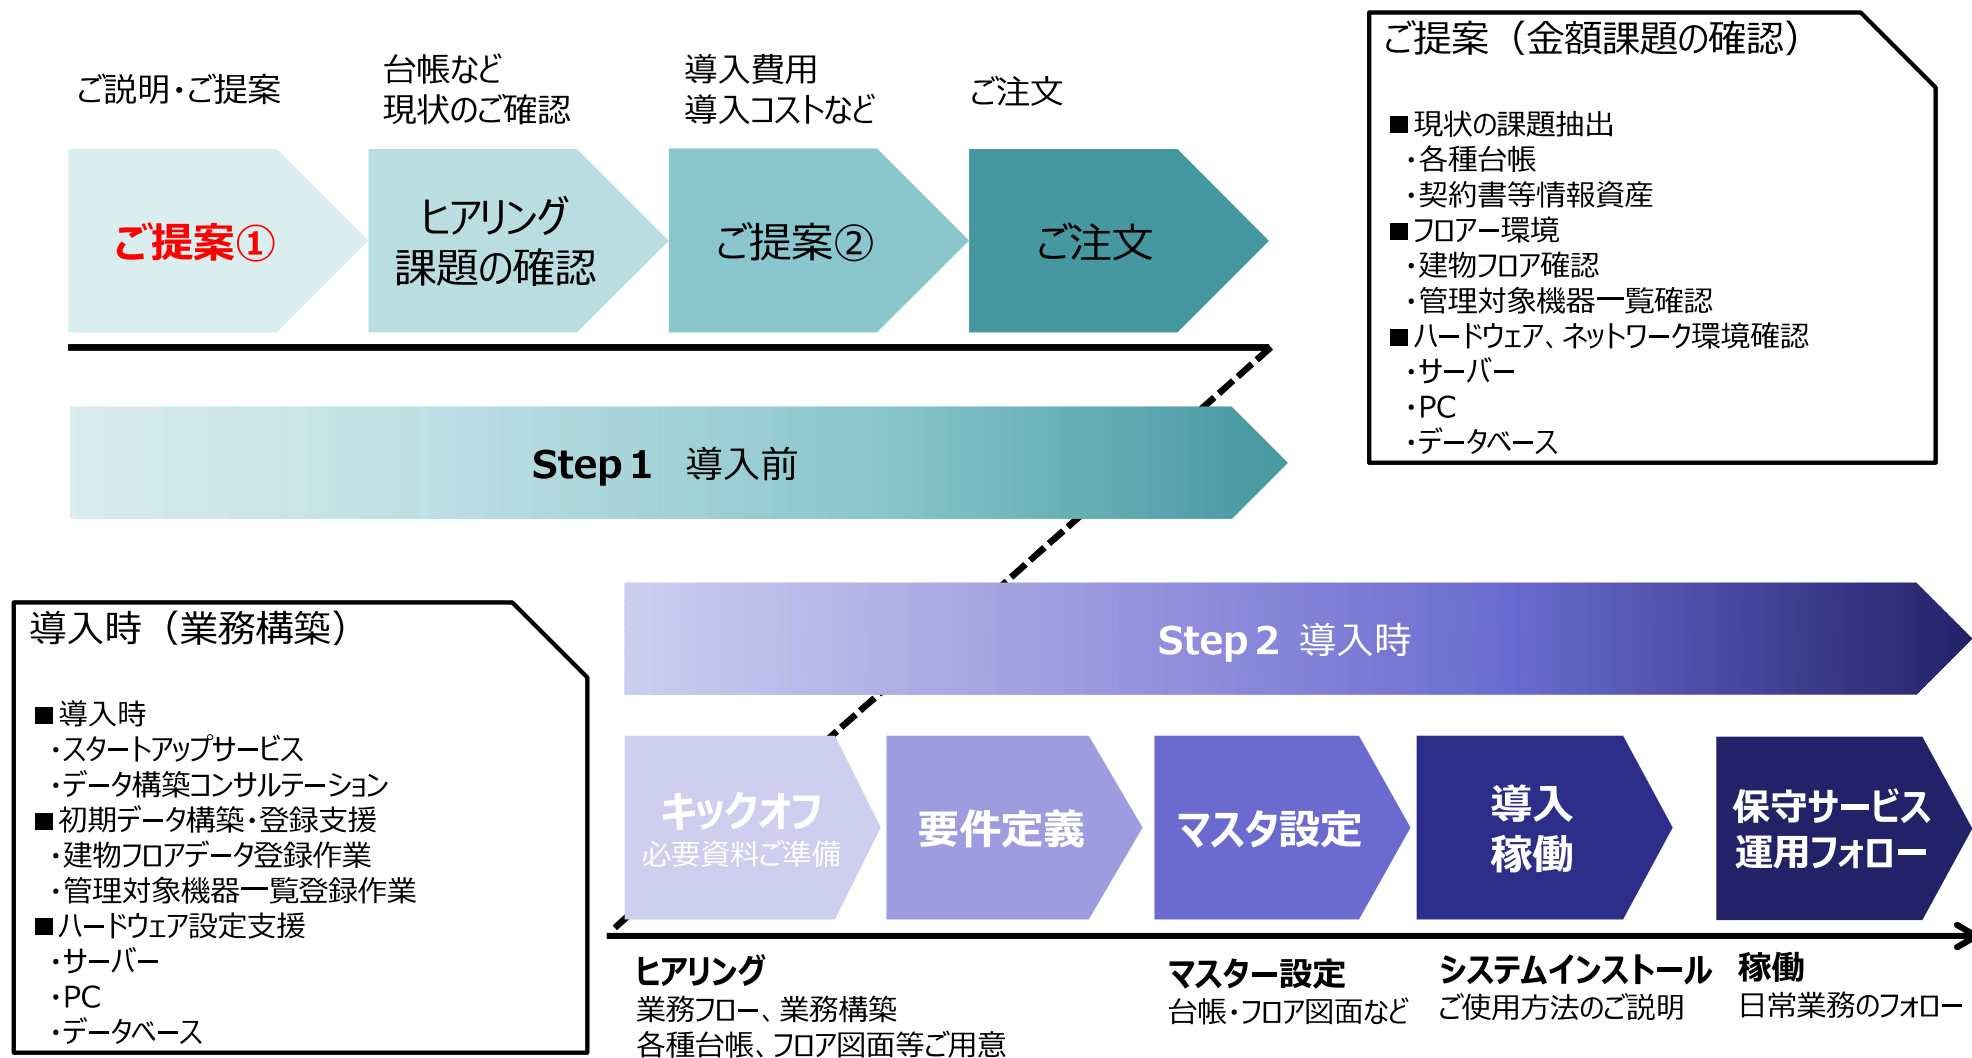 ご説明・ご提案
台帳など
現状のご確認
導入費用
導入コストなど
ご注文
ご提案①
ヒアリング
課題の確認
ご提案②
ご注文
Step１　導入前
ご提案（金額課題の確認）
■現状の課題抽出
・各種台帳
・契約書等情報資産
■フロアー環境
・建物フロア確認
・管理対象機器一覧確認
■ハードウェア、ネットワーク環境確認
・サーバー
・PC
・データベース
Step２ 導入時
導入時（業務構築）
■導入時
・スタートアップサービス
・データ構築コンサルテーション
■初期データ構築・登録支援
・建物フロアデータ登録作業
・管理対象機器一覧登録作業
■ハードウェア設定支援
・サーバー
・PC
・データベース
キックオフ
必要資料ご準備
要件定義
マスタ設定
導入
稼働
保守サービス
運用フォロー
ヒアリング
業務フロー、業務構築
各種台帳、フロア図面等ご用意
マスター設定
台帳・フロア図面など
システムインストール
ご使用方法のご説明
稼働
日常業務のフォロー